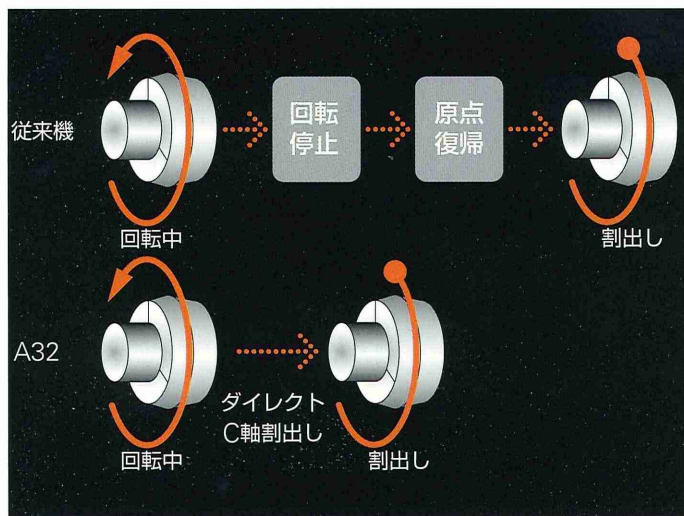 従来機
回転中
回転
停止
原点
復帰
割出し
A32
回転中
ダイレクト
C軸割出し
割出し